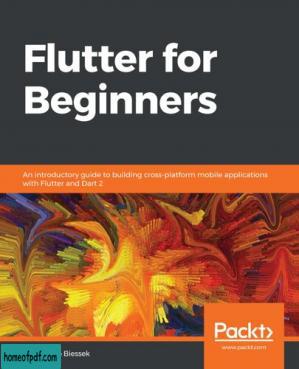 Flutter for
Beginners
An introductory guide to building cross-platform mobile applications
with Flutter and Dart 2
Packt>
www.packt.com
homeofpdf.com
Biessek